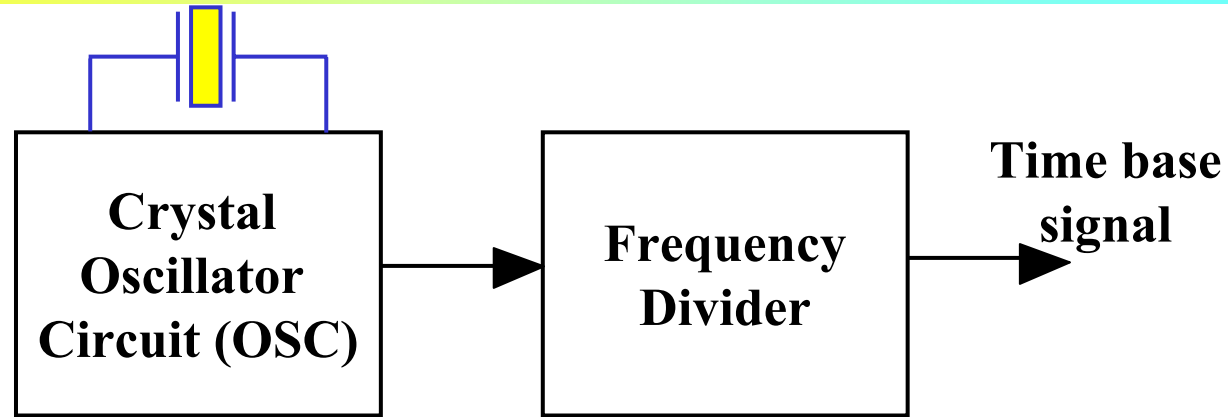 Crystal
Oscillator
Circuit (OSC)
Frequency
Divider
Time base
signal